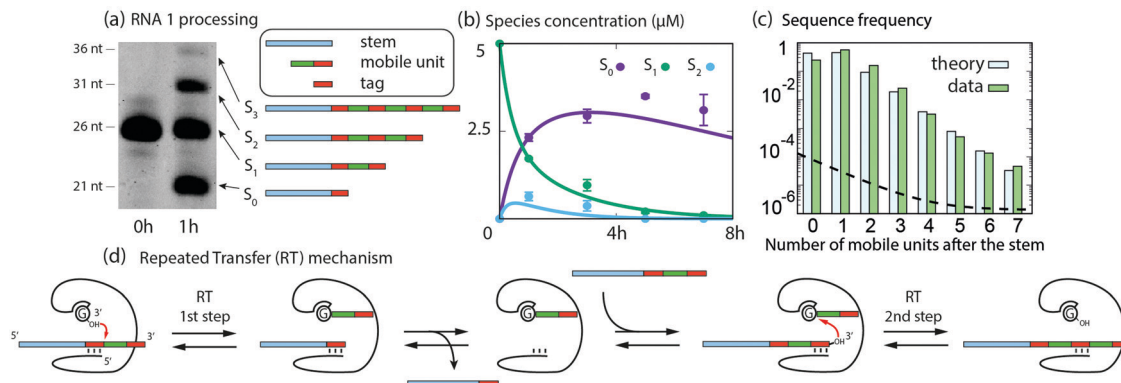 (a) RNA 1 processing
36 nt
31 nt
26 nt
21 nt
0h 1h
stem
mobile unit
tag
S3
S2
S1
S0
(b) Species concentration (μM)
5
2.5
0 4h 8h
S0 S1 S2
(c) Sequence frequency
1
10-2
10-4
10-6
theory
data
0 1 2 3 4 5 6 7
Number of mobile units after the stem
(d) Repeated Transfer (RT) mechanism
G 3′
OH
5′ 3′
5′
RT
1st step
G
G
G
OH 3′
RT
2nd step
G
OH